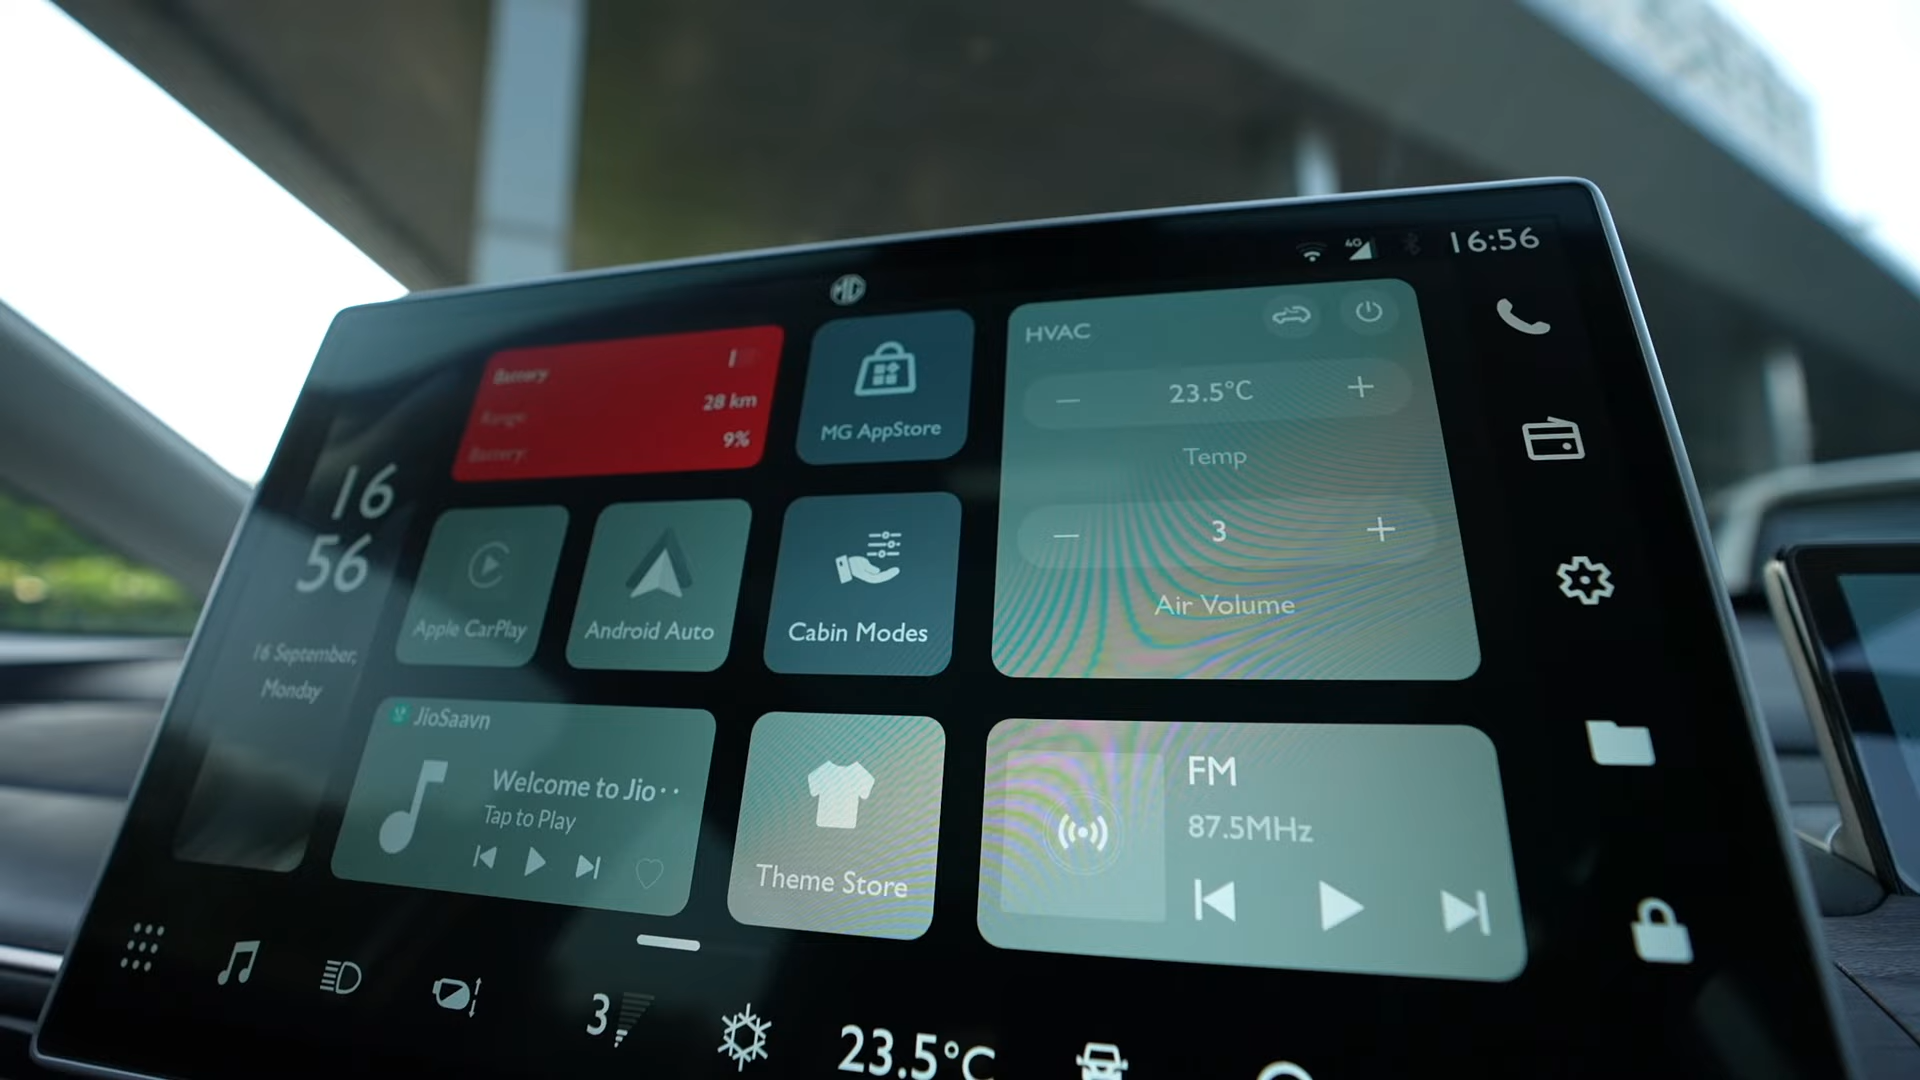 MG
4G
16:56
Battery
Range:
28 km
Battery:
9%
MG AppStore
HVAC
23.5°C
Temp
3
Air Volume
16
56
16 September,
Monday
Apple CarPlay
Android Auto
Cabin Modes
JioSaavn
Welcome to Jio··
Tap to Play
Theme Store
FM
87.5MHz
3
23.5°C